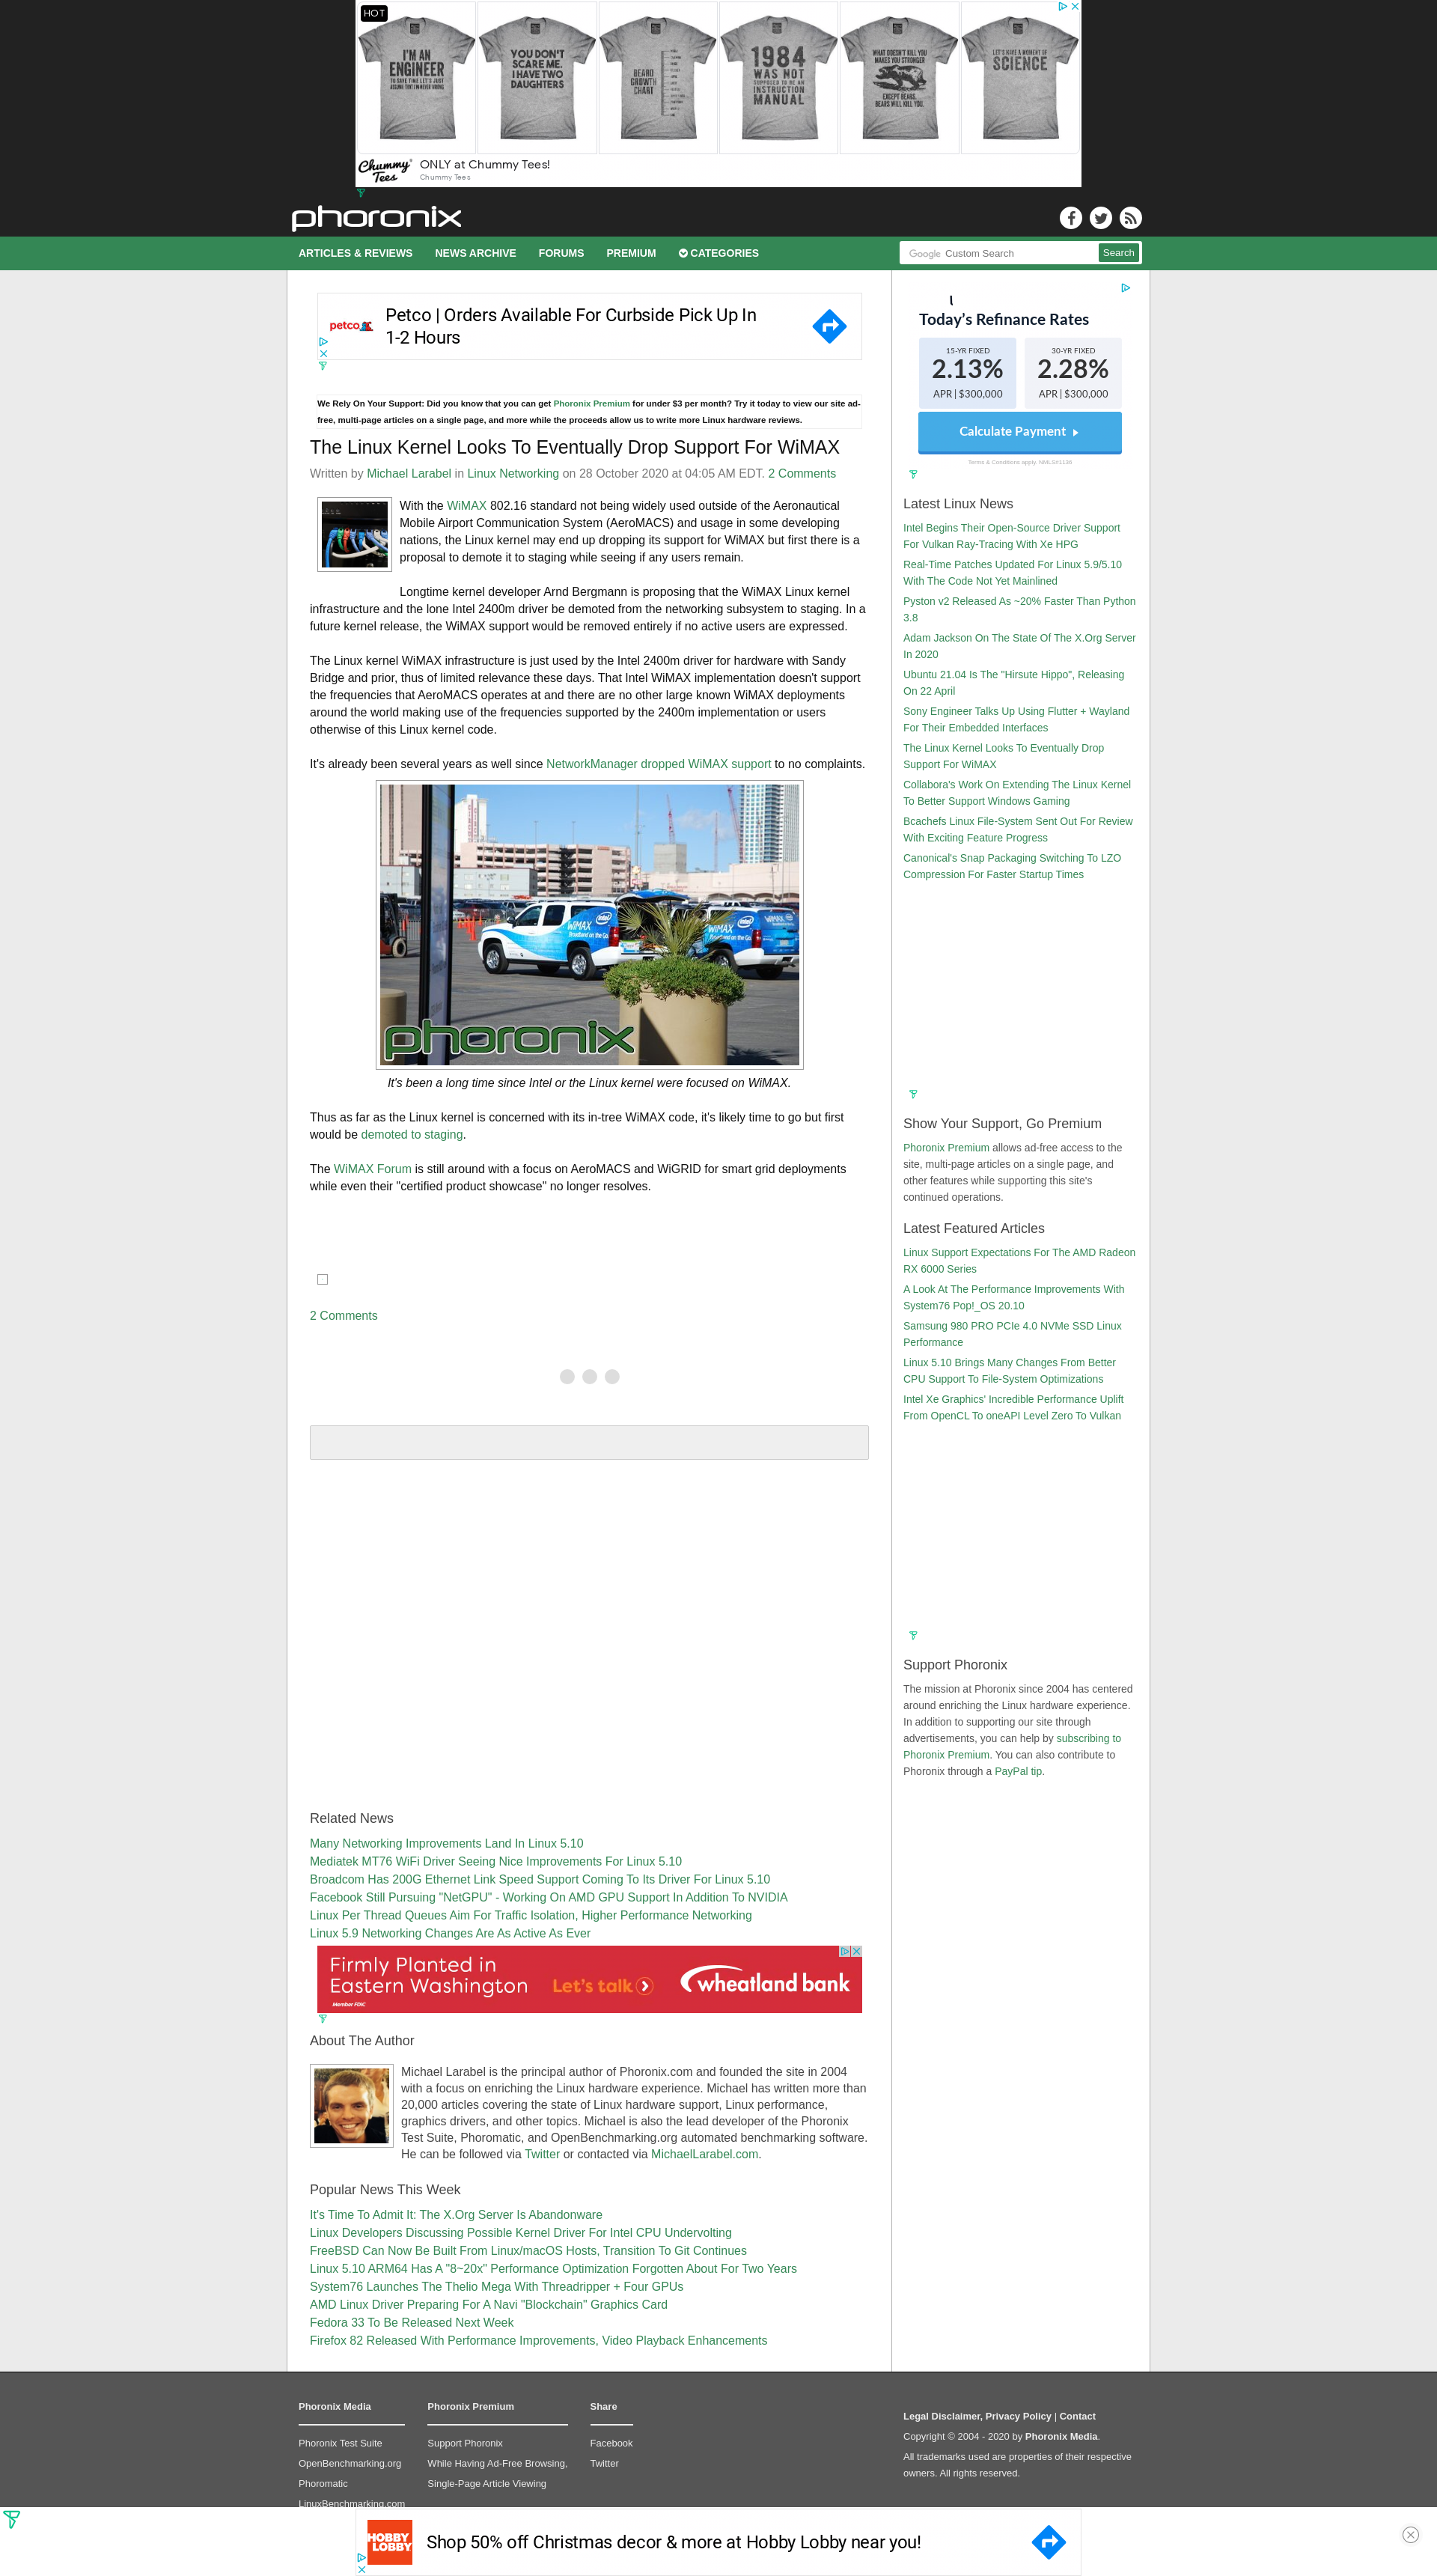 HOT
I'M AN
ENGINEER
TO SAVE TIME LET'S JUST
ASSUME THAT I'M NEVER WRONG
YOU DON'T
SCARE ME.
I HAVE TWO
DAUGHTERS
BEARD
GROWTH
CHART
1984
WAS NOT
SUPPOSED TO BE AN
INSTRUCTION
MANUAL
WHAT DOESN'T KILL YOU
MAKES YOU STRONGER
EXCEPT BEARS.
BEARS WILL KILL YOU.
LET'S HAVE A MOMENT OF
SCIENCE
Chummy
Tees
ONLY at Chummy Tees!
Chummy Tees
phoronix
ARTICLES & REVIEWS NEWS ARCHIVE FORUMS PREMIUM CATEGORIES
Google Custom Search
Search
petco
Petco | Orders Available For Curbside Pick Up In
1-2 Hours
We Rely On Your Support: Did you know that you can get Phoronix Premium for under $3 per month? Try it today to view our site ad-
free, multi-page articles on a single page, and more while the proceeds allow us to write more Linux hardware reviews.
The Linux Kernel Looks To Eventually Drop Support For WiMAX
Written by Michael Larabel in Linux Networking on 28 October 2020 at 04:05 AM EDT. 2 Comments
With the WiMAX 802.16 standard not being widely used outside of the Aeronautical
Mobile Airport Communication System (AeroMACS) and usage in some developing
nations, the Linux kernel may end up dropping its support for WiMAX but first there is a
proposal to demote it to staging while seeing if any users remain.
Longtime kernel developer Arnd Bergmann is proposing that the WiMAX Linux kernel
infrastructure and the lone Intel 2400m driver be demoted from the networking subsystem to staging. In a
future kernel release, the WiMAX support would be removed entirely if no active users are expressed.
The Linux kernel WiMAX infrastructure is just used by the Intel 2400m driver for hardware with Sandy
Bridge and prior, thus of limited relevance these days. That Intel WiMAX implementation doesn't support
the frequencies that AeroMACS operates at and there are no other large known WiMAX deployments
around the world making use of the frequencies supported by the 2400m implementation or users
otherwise of this Linux kernel code.
It's already been several years as well since NetworkManager dropped WiMAX support to no complaints.
intel
WiMAX
Broadband on the Go
intel
WiMAX
phoronix
It's been a long time since Intel or the Linux kernel were focused on WiMAX.
Thus as far as the Linux kernel is concerned with its in-tree WiMAX code, it's likely time to go but first
would be demoted to staging.
The WiMAX Forum is still around with a focus on AeroMACS and WiGRID for smart grid deployments
while even their "certified product showcase" no longer resolves.
2 Comments
Related News
Many Networking Improvements Land In Linux 5.10
Mediatek MT76 WiFi Driver Seeing Nice Improvements For Linux 5.10
Broadcom Has 200G Ethernet Link Speed Support Coming To Its Driver For Linux 5.10
Facebook Still Pursuing "NetGPU" - Working On AMD GPU Support In Addition To NVIDIA
Linux Per Thread Queues Aim For Traffic Isolation, Higher Performance Networking
Linux 5.9 Networking Changes Are As Active As Ever
Firmly Planted in
Eastern Washington
Member FDIC
Let's talk
wheatland bank
About The Author
Michael Larabel is the principal author of Phoronix.com and founded the site in 2004
with a focus on enriching the Linux hardware experience. Michael has written more than
20,000 articles covering the state of Linux hardware support, Linux performance,
graphics drivers, and other topics. Michael is also the lead developer of the Phoronix
Test Suite, Phoromatic, and OpenBenchmarking.org automated benchmarking software.
He can be followed via Twitter or contacted via MichaelLarabel.com.
Popular News This Week
It's Time To Admit It: The X.Org Server Is Abandonware
Linux Developers Discussing Possible Kernel Driver For Intel CPU Undervolting
FreeBSD Can Now Be Built From Linux/macOS Hosts, Transition To Git Continues
Linux 5.10 ARM64 Has A "8~20x" Performance Optimization Forgotten About For Two Years
System76 Launches The Thelio Mega With Threadripper + Four GPUs
AMD Linux Driver Preparing For A Navi "Blockchain" Graphics Card
Fedora 33 To Be Released Next Week
Firefox 82 Released With Performance Improvements, Video Playback Enhancements
Today's Refinance Rates
15-YR FIXED
2.13%
APR | $300,000
30-YR FIXED
2.28%
APR | $300,000
Calculate Payment
Terms & Conditions apply. NMLS#1136
Latest Linux News
Intel Begins Their Open-Source Driver Support
For Vulkan Ray-Tracing With Xe HPG
Real-Time Patches Updated For Linux 5.9/5.10
With The Code Not Yet Mainlined
Pyston v2 Released As ~20% Faster Than Python
3.8
Adam Jackson On The State Of The X.Org Server
In 2020
Ubuntu 21.04 Is The "Hirsute Hippo", Releasing
On 22 April
Sony Engineer Talks Up Using Flutter + Wayland
For Their Embedded Interfaces
The Linux Kernel Looks To Eventually Drop
Support For WiMAX
Collabora's Work On Extending The Linux Kernel
To Better Support Windows Gaming
Bcachefs Linux File-System Sent Out For Review
With Exciting Feature Progress
Canonical's Snap Packaging Switching To LZO
Compression For Faster Startup Times
Show Your Support, Go Premium
Phoronix Premium allows ad-free access to the
site, multi-page articles on a single page, and
other features while supporting this site's
continued operations.
Latest Featured Articles
Linux Support Expectations For The AMD Radeon
RX 6000 Series
A Look At The Performance Improvements With
System76 Pop!_OS 20.10
Samsung 980 PRO PCIe 4.0 NVMe SSD Linux
Performance
Linux 5.10 Brings Many Changes From Better
CPU Support To File-System Optimizations
Intel Xe Graphics' Incredible Performance Uplift
From OpenCL To oneAPI Level Zero To Vulkan
Support Phoronix
The mission at Phoronix since 2004 has centered
around enriching the Linux hardware experience.
In addition to supporting our site through
advertisements, you can help by subscribing to
Phoronix Premium. You can also contribute to
Phoronix through a PayPal tip.
Phoronix Media
Phoronix Test Suite
OpenBenchmarking.org
Phoromatic
LinuxBenchmarking.com
Phoronix Premium
Support Phoronix
While Having Ad-Free Browsing,
Single-Page Article Viewing
Share
Facebook
Twitter
Legal Disclaimer, Privacy Policy | Contact
Copyright © 2004 - 2020 by Phoronix Media.
All trademarks used are properties of their respective
owners. All rights reserved.
HOBBY
LOBBY
Shop 50% off Christmas decor & more at Hobby Lobby near you!